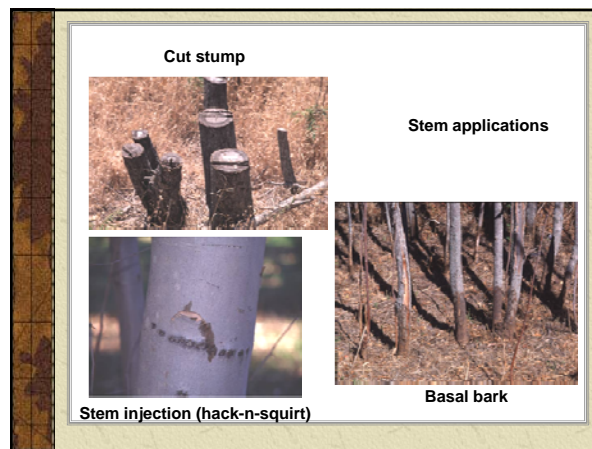 Cut stump
Stem applications
Stem injection (hack-n-squirt)
Basal bark